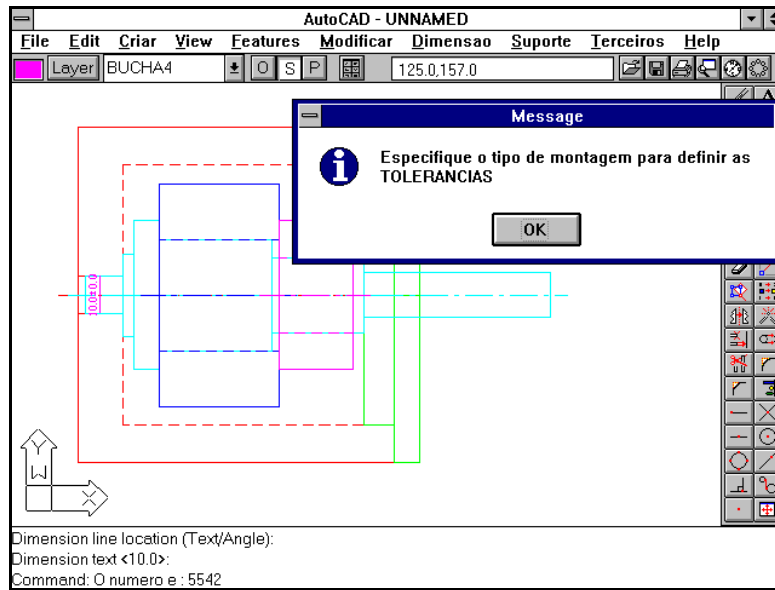 AutoCAD - UNNAMED
File Edit Criar View Features Modificar Dimensao Suporte Terceiros Help
Layer BUCHA4 O S P 125.0,157.0
Message
Especifique o tipo de montagem para definir as
TOLERANCIAS
OK
10.0±0.0
Y
W
X
Dimension line location (Text/Angle):
Dimension text <10.0>:
Command: O numero e : 5542